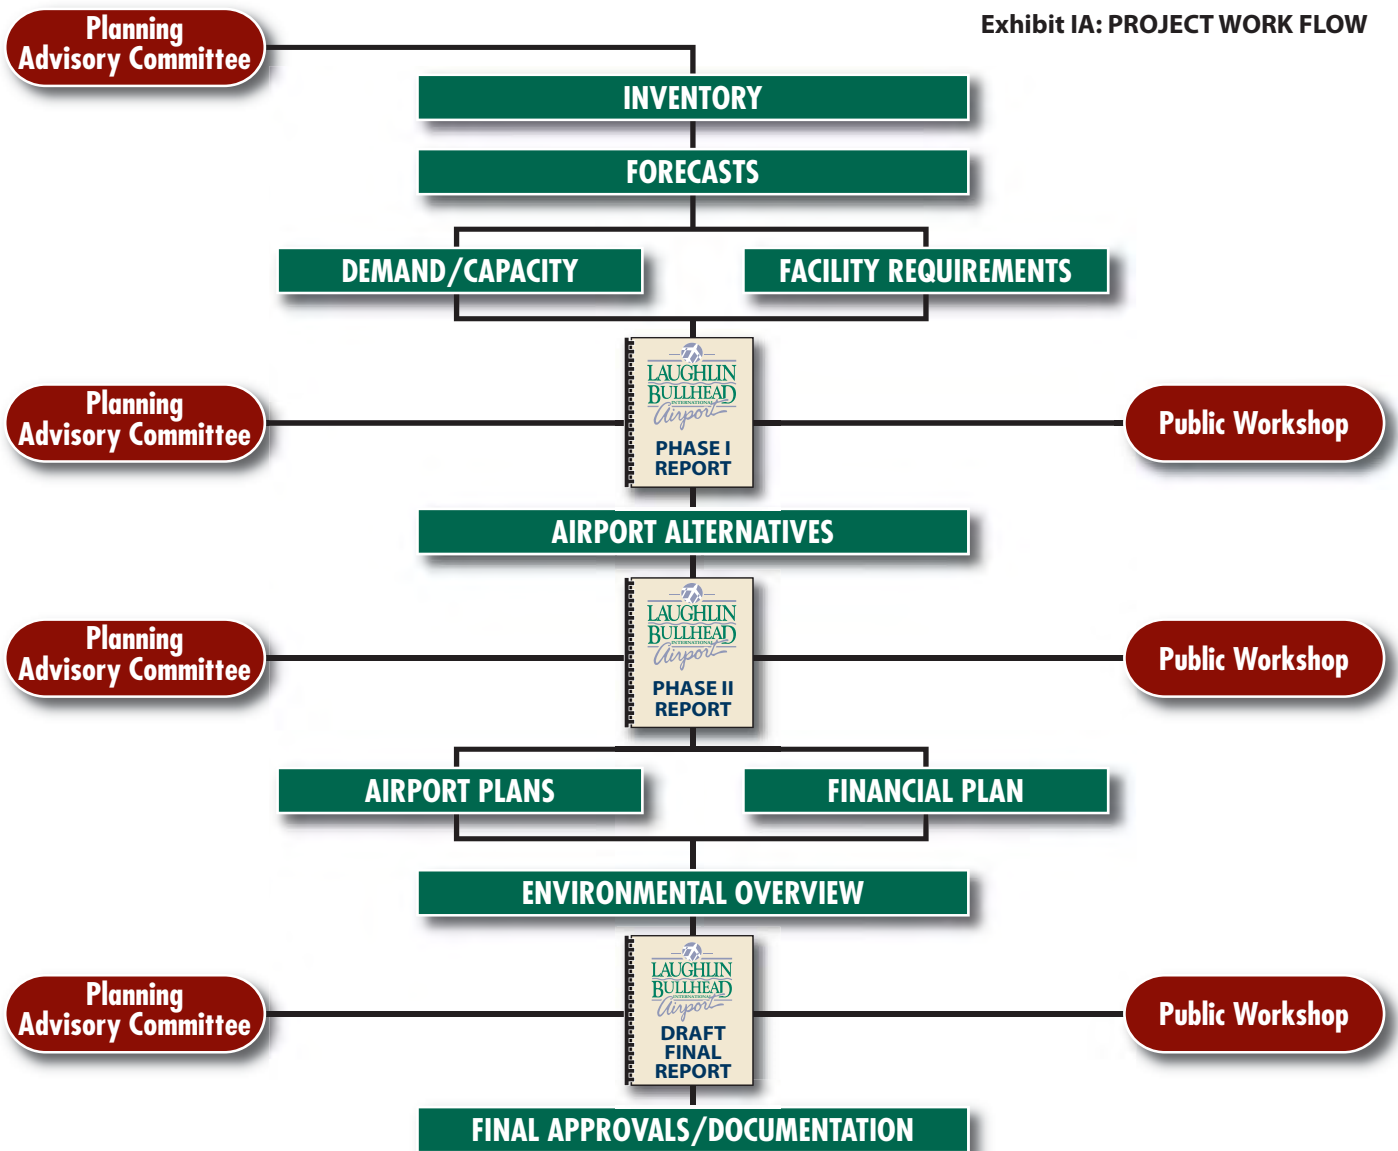 Exhibit IA: PROJECT WORK FLOW
Planning
Advisory Committee
INVENTORY
FORECASTS
DEMAND/CAPACITY
FACILITY REQUIREMENTS
Planning
Advisory Committee
LAUGHLIN
BULLHEAD
INTERNATIONAL
Airport
PHASE I
REPORT
Public Workshop
AIRPORT ALTERNATIVES
Planning
Advisory Committee
LAUGHLIN
BULLHEAD
INTERNATIONAL
Airport
PHASE II
REPORT
Public Workshop
AIRPORT PLANS
FINANCIAL PLAN
ENVIRONMENTAL OVERVIEW
Planning
Advisory Committee
LAUGHLIN
BULLHEAD
INTERNATIONAL
Airport
DRAFT
FINAL
REPORT
Public Workshop
FINAL APPROVALS/DOCUMENTATION